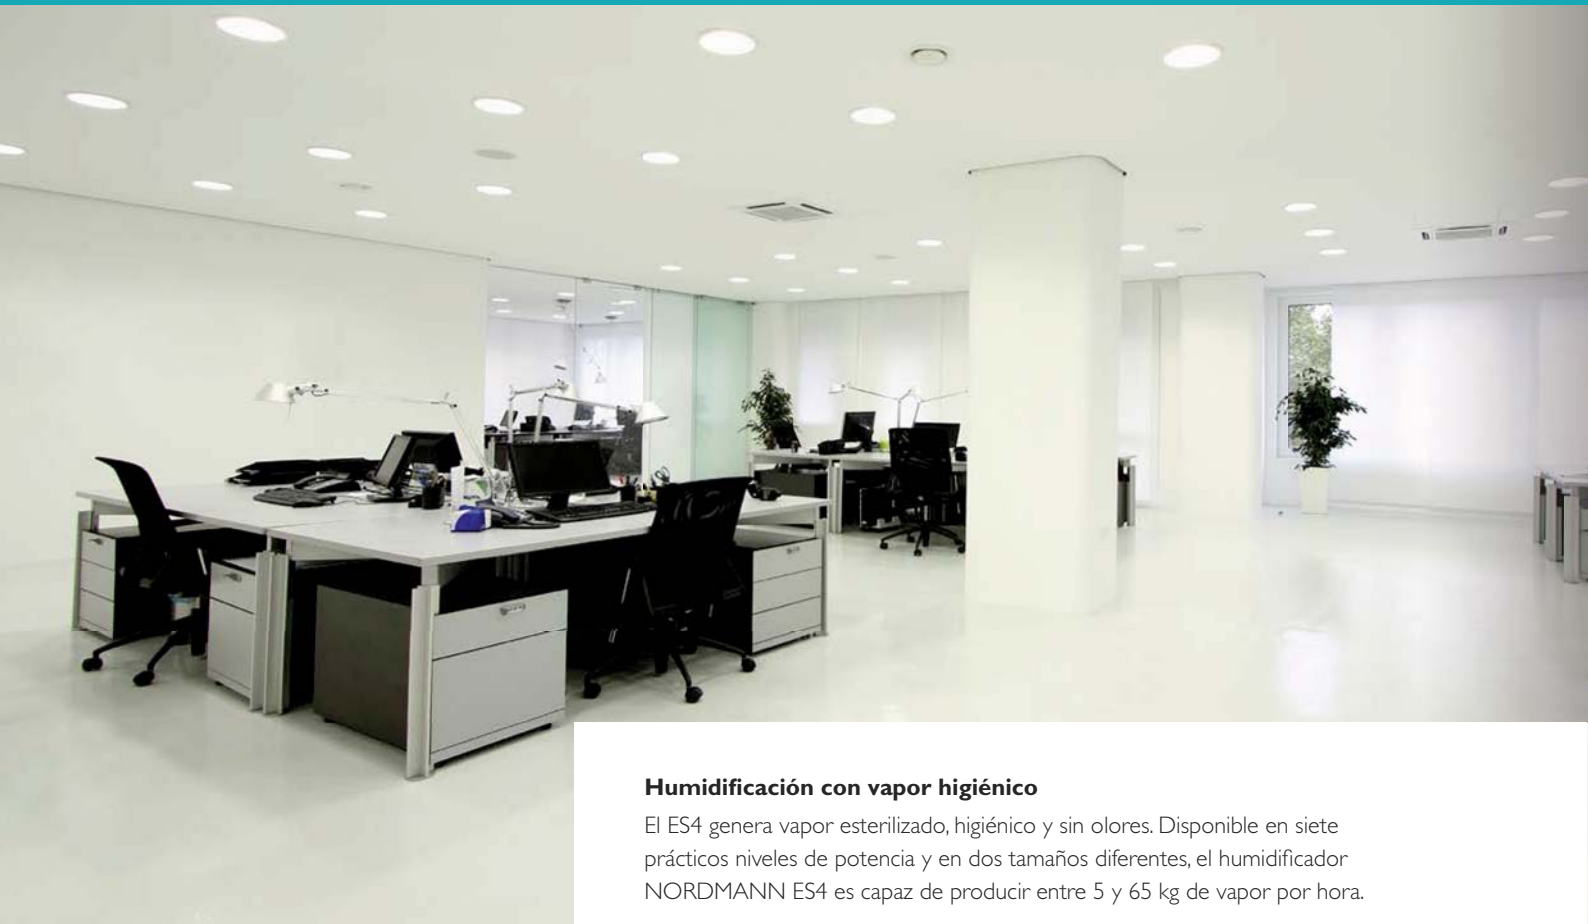 Humidificación con vapor higiénico
El ES4 genera vapor esterilizado, higiénico y sin olores. Disponible en siete
prácticos niveles de potencia y en dos tamaños diferentes, el humidificador
NORDMANN ES4 es capaz de producir entre 5 y 65 kg de vapor por hora.